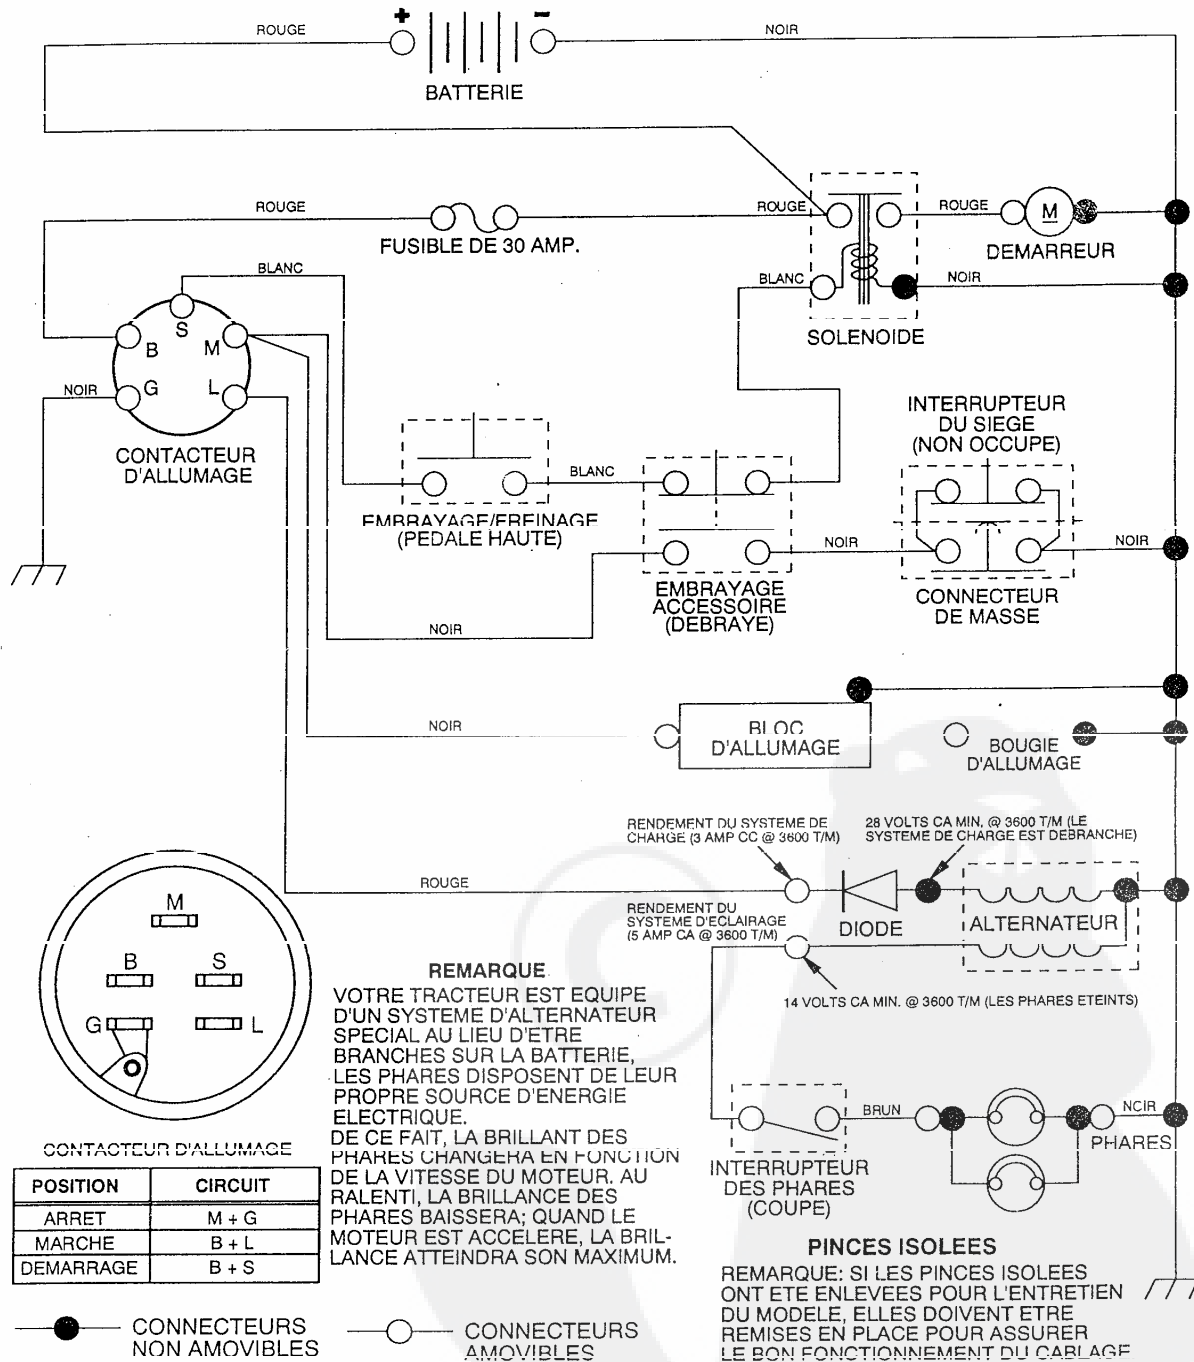 + -
ROUGE
NOIR
BATTERIE
ROUGE
FUSIBLE DE 30 AMP.
ROUGE
ROUGE
M
DEMARREUR
BLANC
BLANC
NOIR
SOLENOIDE
S
B
M
G
L
NOIR
CONTACTEUR
D'ALLUMAGE
INTERRUPTEUR
DU SIEGE
(NON OCCUPE)
BLANC
EMBRAYAGE/FREINAGE
(PEDALE HAUTE)
NOIR
NOIR
EMBRAYAGE
ACCESSOIRE
(DEBRAYE)
CONNECTEUR
DE MASSE
NOIR
NOIR
BLOC
D'ALLUMAGE
BOUGIE
D'ALLUMAGE
RENDEMENT DU SYSTEME DE
CHARGE (3 AMP CC @ 3600 T/M)
28 VOLTS CA MIN. @ 3600 T/M (LE
SYSTEME DE CHARGE EST DEBRANCHE)
ROUGE
RENDEMENT DU
SYSTEME D'ECLAIRAGE
(5 AMP CA @ 3600 T/M)
DIODE
ALTERNATEUR
14 VOLTS CA MIN. @ 3600 T/M (LES PHARES ETEINTS)
M
B
S
G
L
REMARQUE
VOTRE TRACTEUR EST EQUIPE
D'UN SYSTEME D'ALTERNATEUR
SPECIAL AU LIEU D'ETRE
BRANCHES SUR LA BATTERIE,
LES PHARES DISPOSENT DE LEUR
PROPRE SOURCE D'ENERGIE
ELECTRIQUE.
DE CE FAIT, LA BRILLANT DES
PHARES CHANGERA EN FONCTION
DE LA VITESSE DU MOTEUR. AU
RALENTI, LA BRILLANCE DES
PHARES BAISSERA; QUAND LE
MOTEUR EST ACCELERE, LA BRIL-
LANCE ATTEINDRA SON MAXIMUM.
BRUN
NOIR
PHARES
INTERRUPTEUR
DES PHARES
(COUPE)
CONTACTEUR D'ALLUMAGE
POSITION CIRCUIT
ARRET M + G
MARCHE B + L
DEMARRAGE B + S
PINCES ISOLEES
REMARQUE: SI LES PINCES ISOLEES
ONT ETE ENLEVEES POUR L'ENTRETIEN
DU MODELE, ELLES DOIVENT ETRE
REMISES EN PLACE POUR ASSURER
LE BON FONCTIONNEMENT DU CABLAGE
CONNECTEURS
NON AMOVIBLES
CONNECTEURS
AMOVIBLES
©